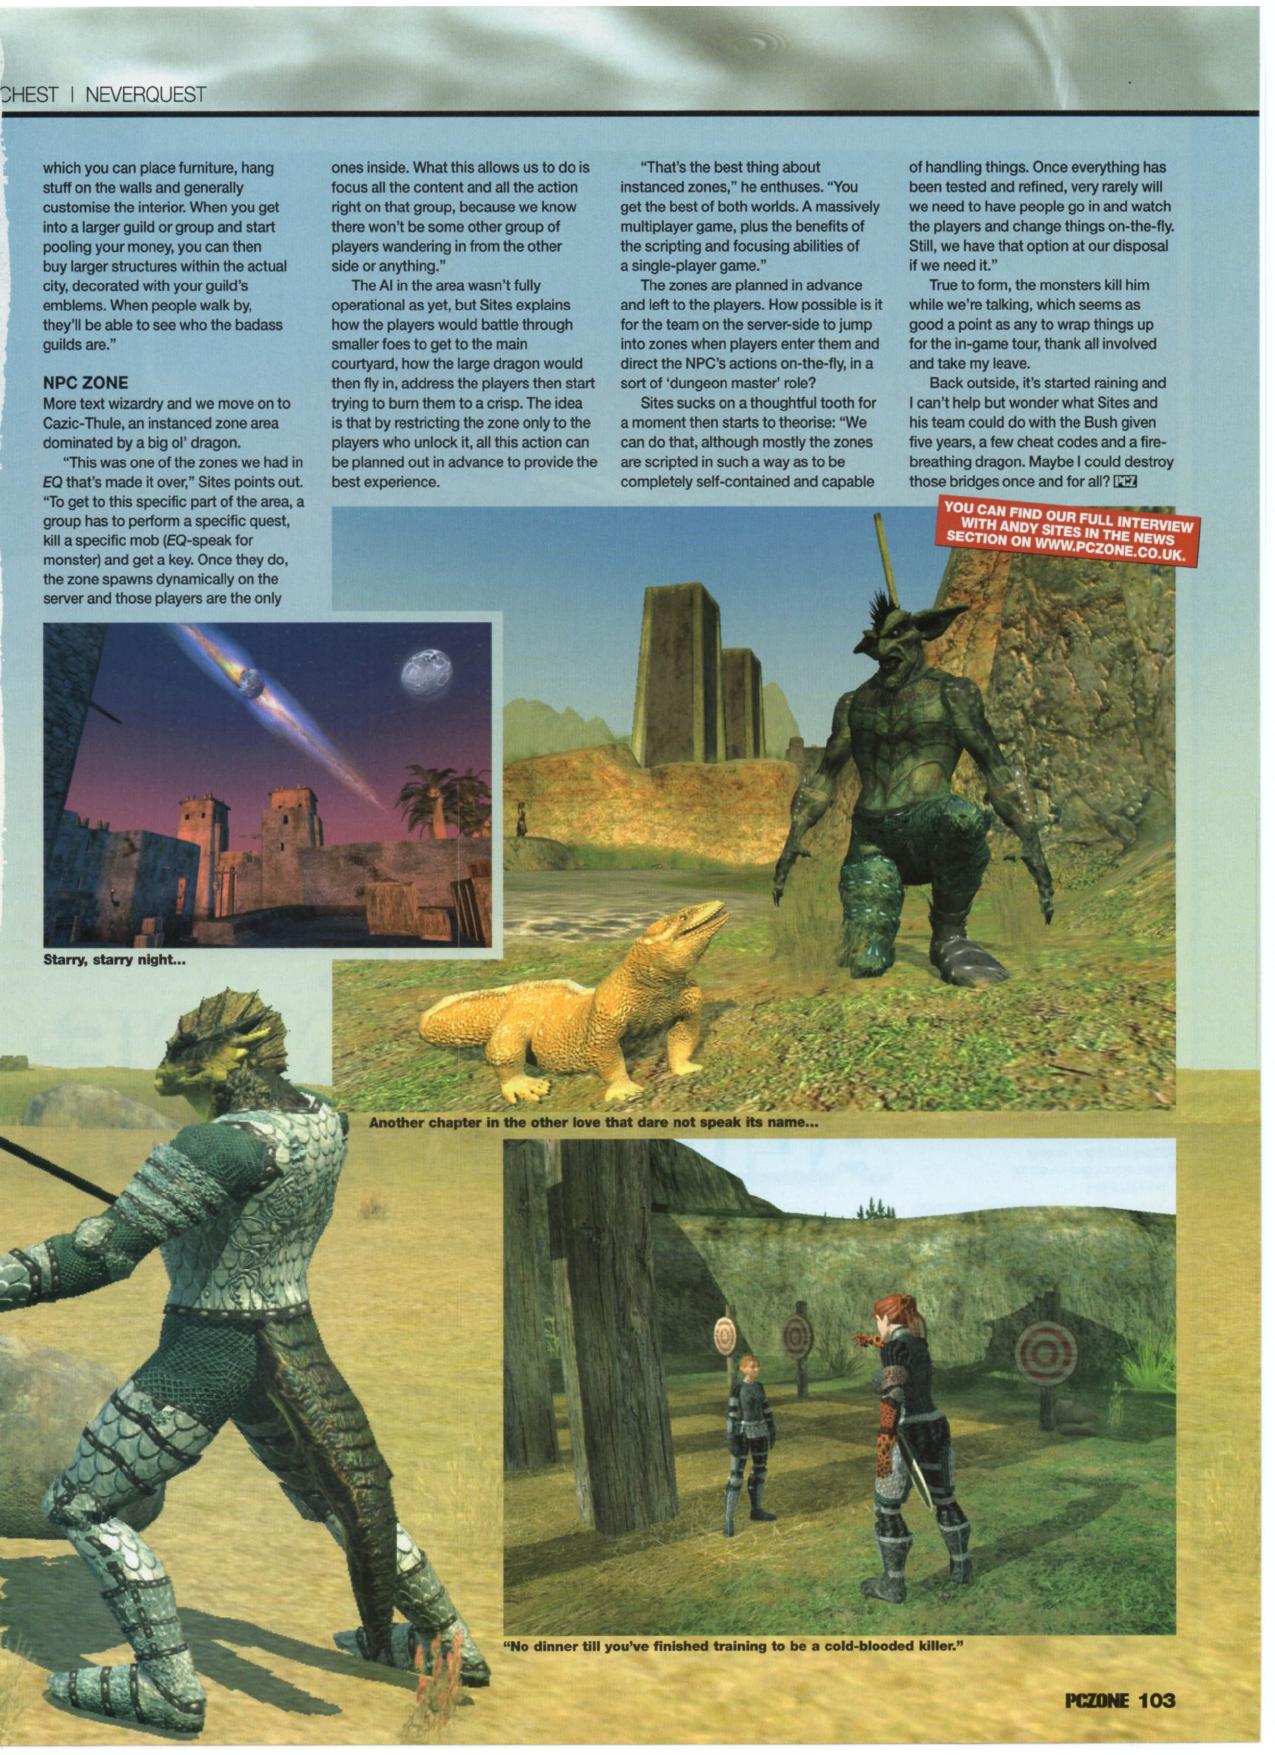 CHEST | NEVERQUEST
which you can place furniture, hang
stuff on the walls and generally
customise the interior. When you get
into a larger guild or group and start
pooling your money, you can then
buy larger structures within the actual
city, decorated with your guild's
emblems. When people walk by,
they'll be able to see who the badass
guilds are."
NPC ZONE
More text wizardry and we move on to
Cazic-Thule, an instanced zone area
dominated by a big ol' dragon.
"This was one of the zones we had in
EQ that's made it over," Sites points out.
"To get to this specific part of the area, a
group has to perform a specific quest,
kill a specific mob (EQ-speak for
monster) and get a key. Once they do,
the zone spawns dynamically on the
server and those players are the only
ones inside. What this allows us to do is
focus all the content and all the action
right on that group, because we know
there won't be some other group of
players wandering in from the other
side or anything."
The AI in the area wasn't fully
operational as yet, but Sites explains
how the players would battle through
smaller foes to get to the main
courtyard, how the large dragon would
then fly in, address the players then start
trying to burn them to a crisp. The idea
is that by restricting the zone only to the
players who unlock it, all this action can
be planned out in advance to provide the
best experience.
"That's the best thing about
instanced zones," he enthuses. "You
get the best of both worlds. A massively
multiplayer game, plus the benefits of
the scripting and focusing abilities of
a single-player game."
The zones are planned in advance
and left to the players. How possible is it
for the team on the server-side to jump
into zones when players enter them and
direct the NPC's actions on-the-fly, in a
sort of 'dungeon master' role?
Sites sucks on a thoughtful tooth for
a moment then starts to theorise: "We
can do that, although mostly the zones
are scripted in such a way as to be
completely self-contained and capable
of handling things. Once everything has
been tested and refined, very rarely will
we need to have people go in and watch
the players and change things on-the-fly.
Still, we have that option at our disposal
if we need it."
True to form, the monsters kill him
while we're talking, which seems as
good a point as any to wrap things up
for the in-game tour, thank all involved
and take my leave.
Back outside, it's started raining and
I can't help but wonder what Sites and
his team could do with the Bush given
five years, a few cheat codes and a fire-
breathing dragon. Maybe I could destroy
those bridges once and for all? PCZ
YOU CAN FIND OUR FULL INTERVIEW
WITH ANDY SITES IN THE NEWS
SECTION ON WWW.PCZONE.CO.UK.
Starry, starry night...
Another chapter in the other love that dare not speak its name...
"No dinner till you've finished training to be a cold-blooded killer."
PCZONE 103